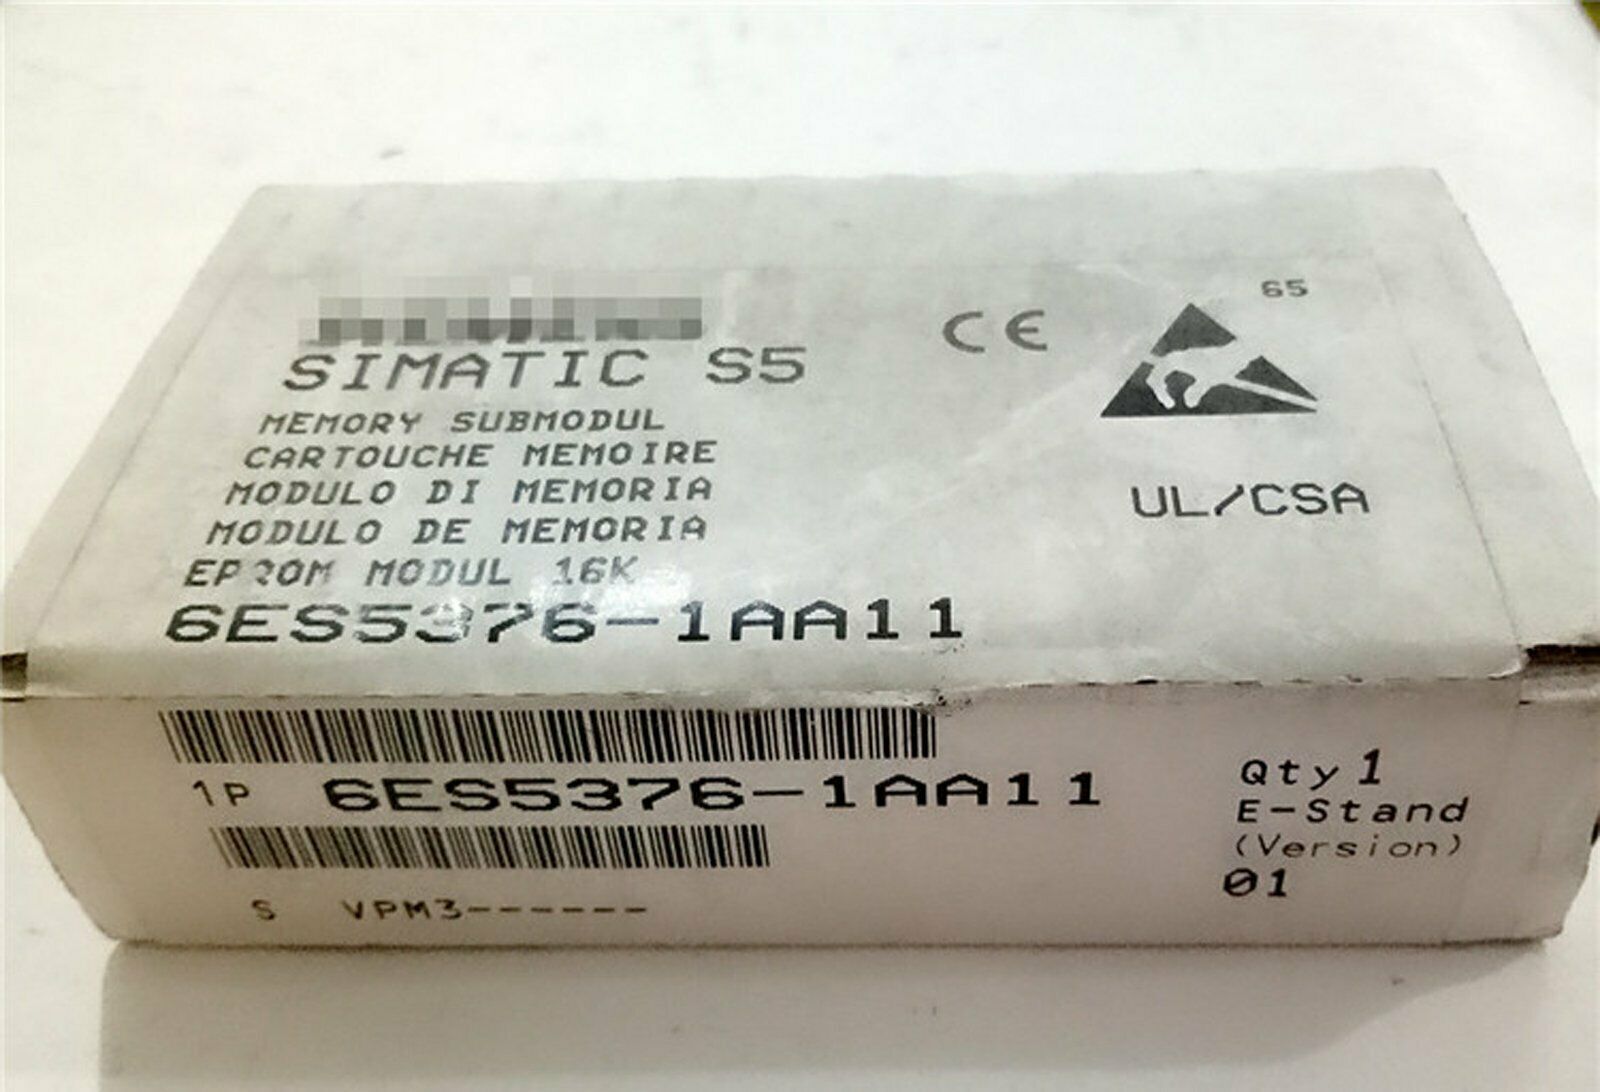 SIMATIC S5
CE
65
MEMORY SUBMODUL
CARTOUCHE MEMOIRE
MODULO DI MEMORIA
MODULO DE MEMORIA
EPROM MODUL 16K
6ES5376-1AA11
UL/CSA
1P 6ES5376-1AA11
S VPM3------
Qty 1
E-Stand
(Version)
01